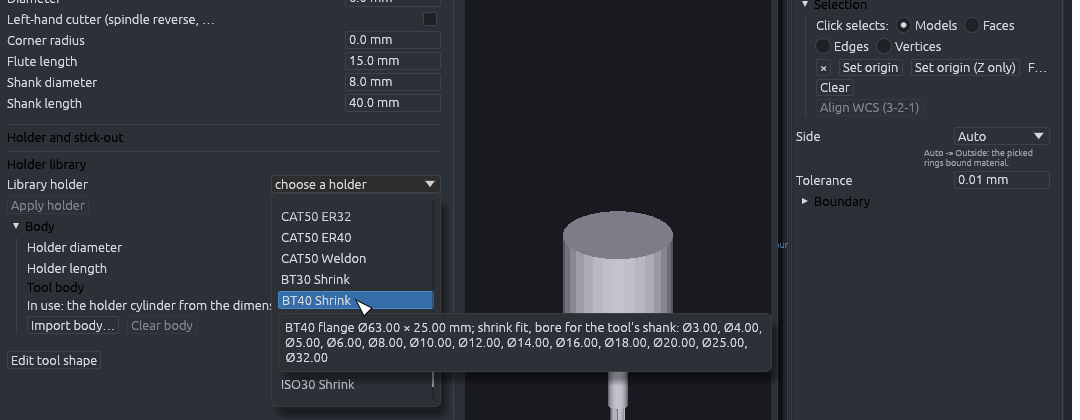 Diameter
Left-hand cutter (spindle reverse, …
Corner radius 0.0 mm
Flute length 15.0 mm
Shank diameter 8.0 mm
Shank length 40.0 mm
Holder and stick-out
Holder library
Library holder choose a holder
Apply holder
Body
Holder diameter
Holder length
Tool body
In use: the holder cylinder from the dimens
Import body… Clear body
Edit tool shape
CAT50 ER32
CAT50 ER40
CAT50 Weldon
BT30 Shrink
BT40 Shrink
BT40 flange Ø63.00 × 25.00 mm; shrink fit, bore for the tool's shank: Ø3.00, Ø4.00,
Ø5.00, Ø6.00, Ø8.00, Ø10.00, Ø12.00, Ø14.00, Ø16.00, Ø18.00, Ø20.00, Ø25.00,
Ø32.00
ISO30 Shrink
our
Selection
Click selects: Models Faces
Edges Vertices
× Set origin Set origin (Z only) F…
Clear
Align WCS (3-2-1)
Side Auto
Auto -» Outside: the picked
rings bound material.
Tolerance 0.01 mm
Boundary